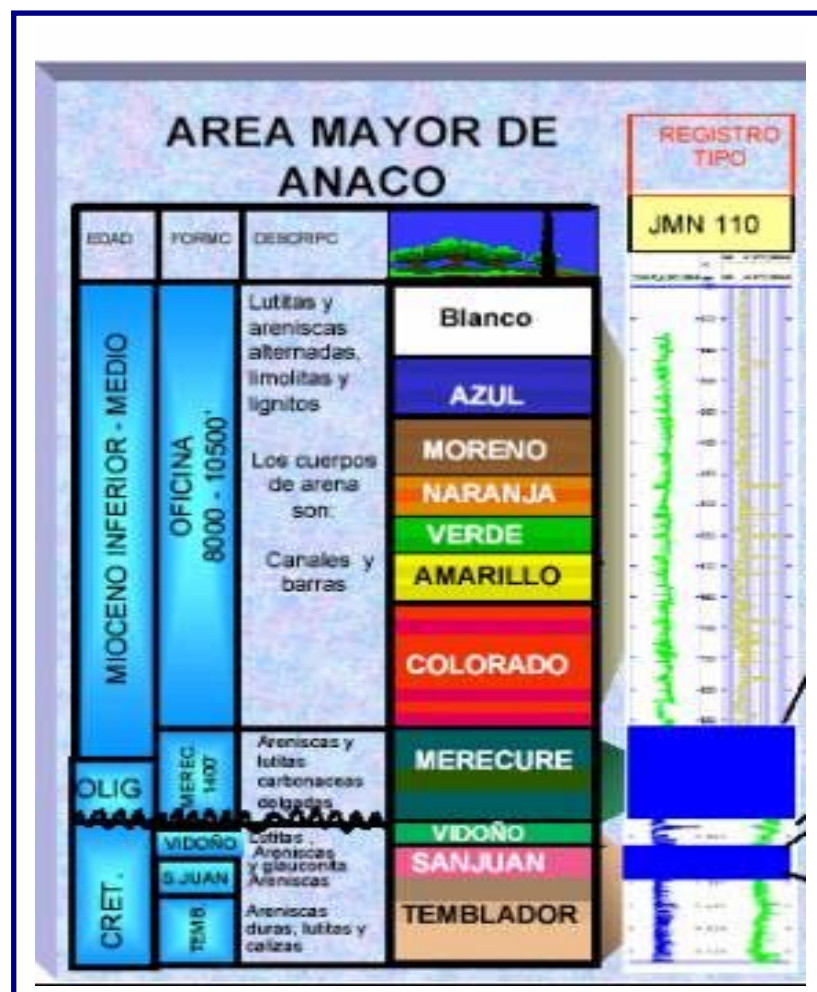 AREA MAYOR DE
ANACO
REGISTRO
TIPO
JMN 110
EDAD
FORMC
DESCRIPC
MIOCENO INFERIOR - MEDIO
OLIG
CRET.
OFICINA
8000 - 10500'
MEREC.
1400'
VIDOÑO
S.JUAN
TEMB.
Lutitas y
areniscas
alternadas,
limolitas y
lignitos
Los cuerpos
de arena
son:
Canales y
barras
Areniscas y
lutitas
carbonaceas
delgadas
Lutitas .
Areniscas
y glauconita
Areniscas
Areniscas
duras, lutitas y
calizas
Blanco
AZUL
MORENO
NARANJA
VERDE
AMARILLO
COLORADO
MERECURE
VIDOÑO
SANJUAN
TEMBLADOR